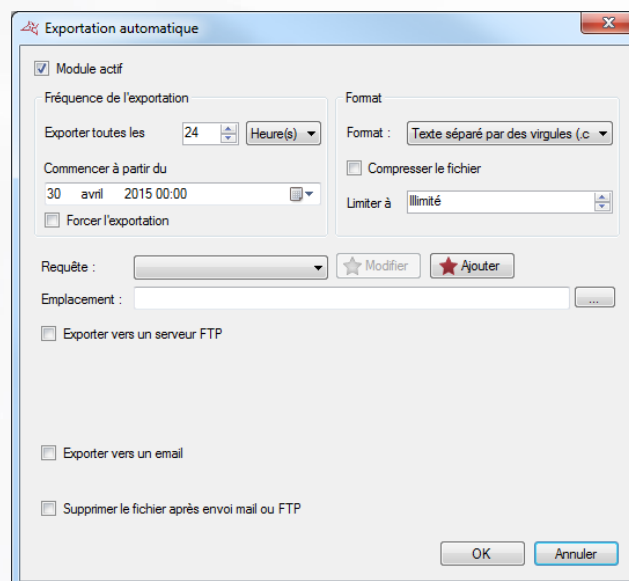 Exportation automatique
Module actif
Fréquence de l'exportation
Exporter toutes les 24 Heure(s)
Commencer à partir du
30 avril 2015 00:00
Forcer l'exportation
Format
Format : Texte séparé par des virgules (.c
Compresser le fichier
Limiter à Illimité
Requête : Modifier Ajouter
Emplacement : ...
Exporter vers un serveur FTP
Exporter vers un email
Supprimer le fichier après envoi mail ou FTP
OK Annuler